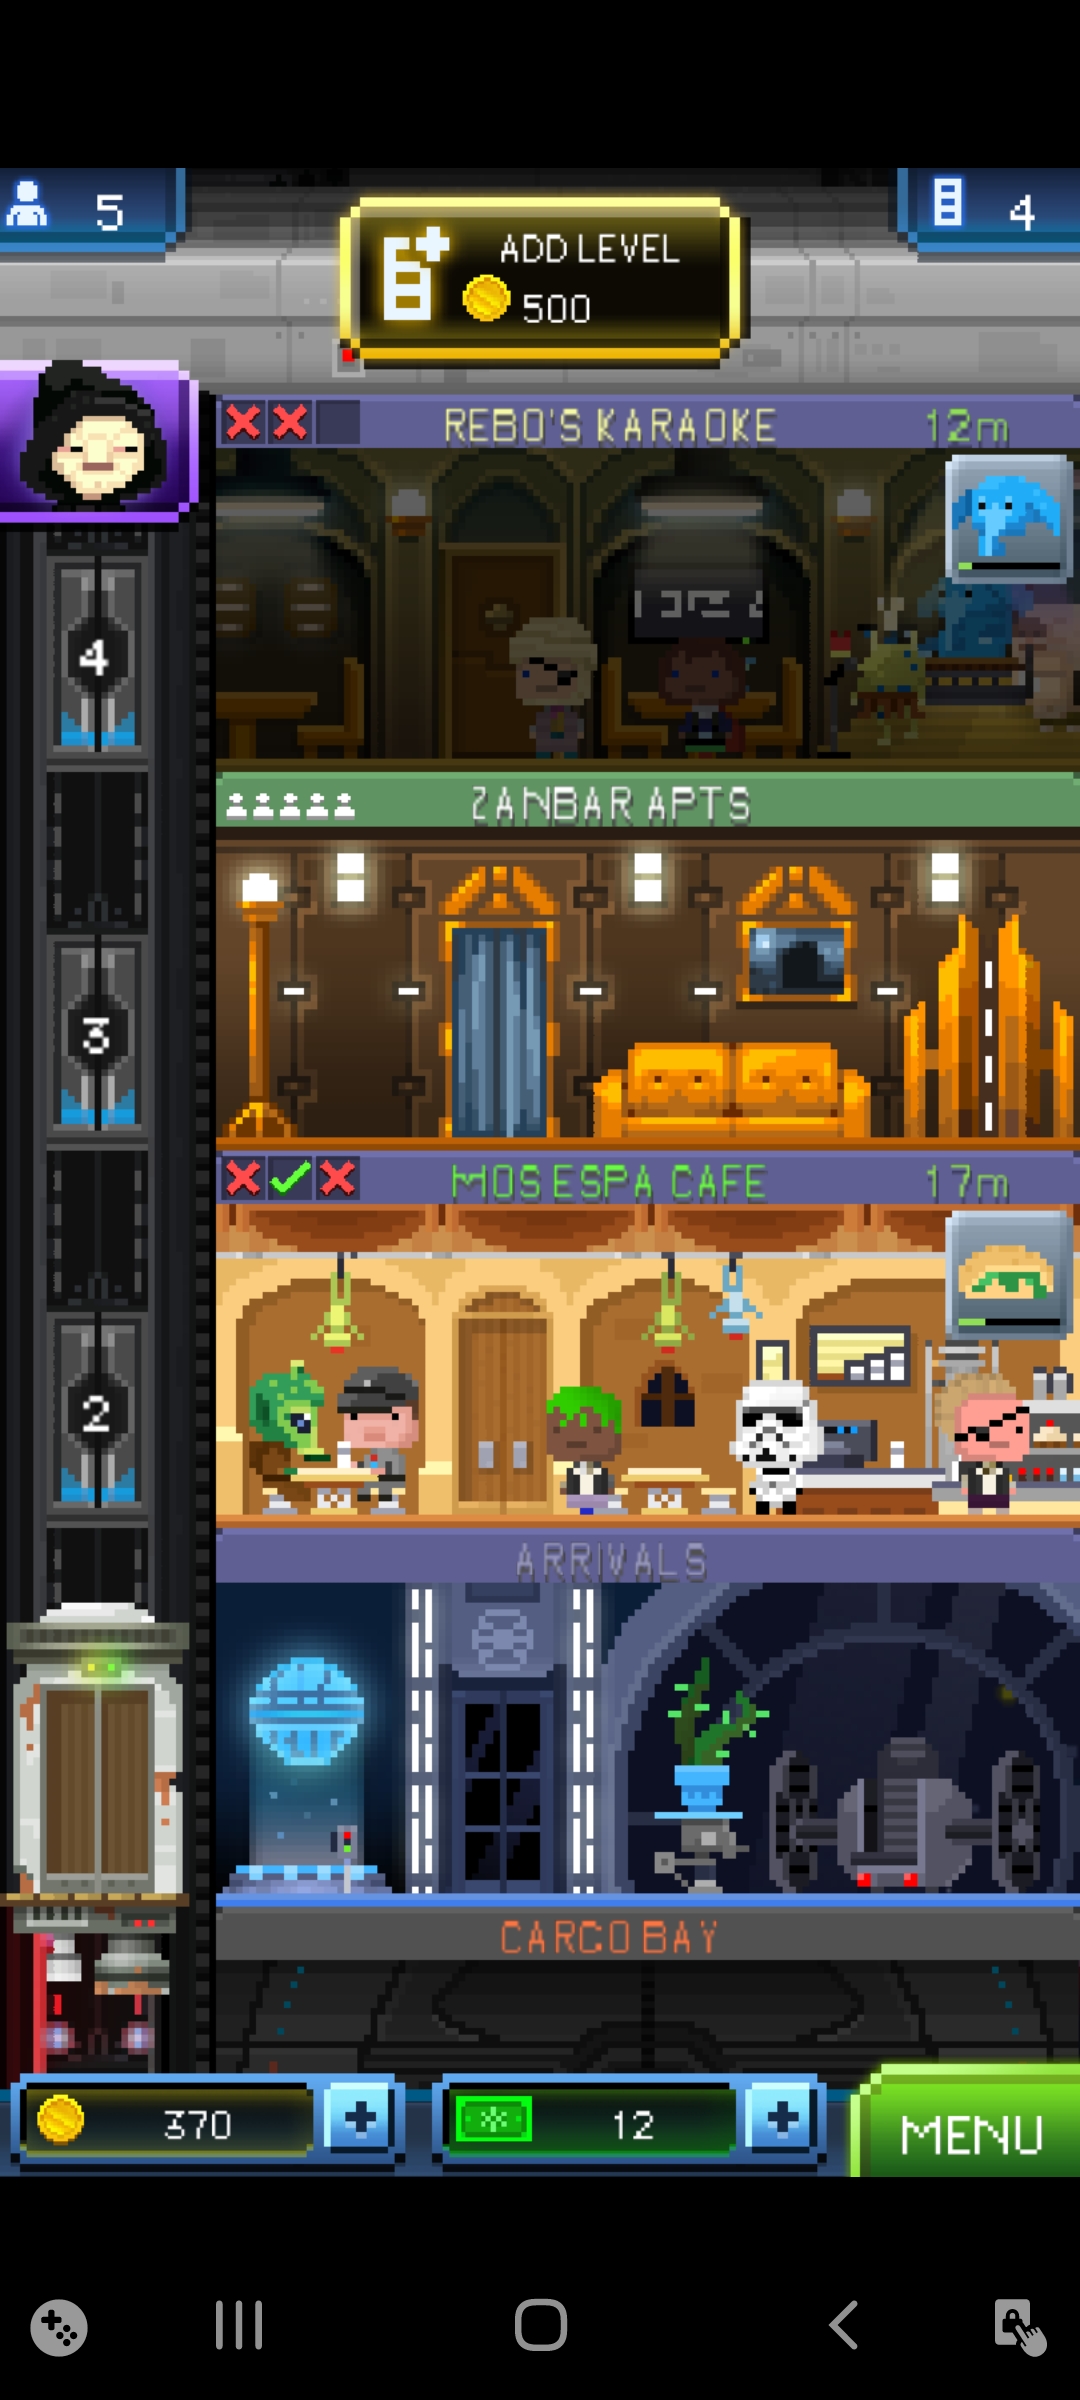 5
4
ADD LEVEL
500
REBO'S KARAOKE 12m
4
ZANBAR APTS
3
MOS ESPA CAFE 17m
2
ARRIVALS
CARGO BAY
370
12
MENU